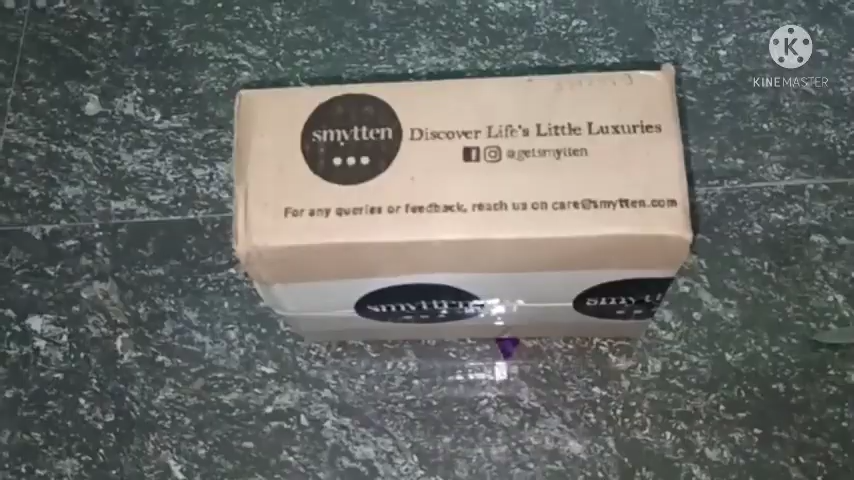 KINEMASTER
smytten
Discover Life's Little Luxuries
@getsmytten
For any queries or feedback, reach us on care@smytten.com
smytten